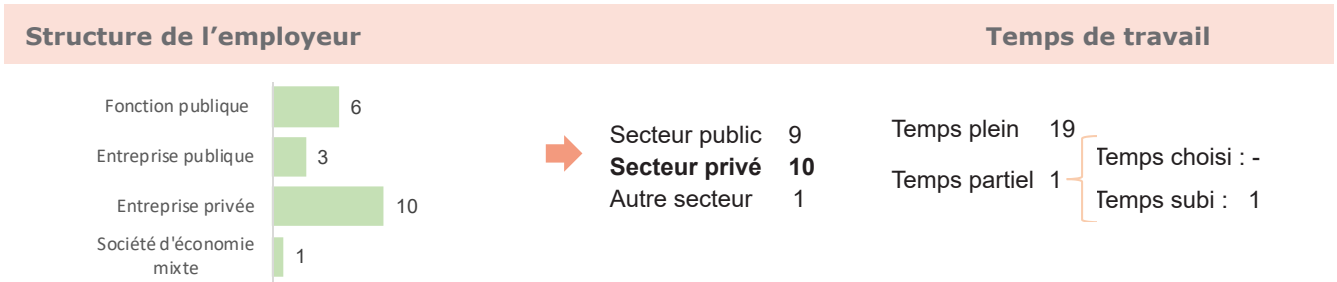 Structure de l’employeur
Temps de travail
Fonction publique 6
Entreprise publique 3
Entreprise privée 10
Société d'économie
mixte 1
Secteur public 9
Secteur privé 10
Autre secteur 1
Temps plein 19
Temps partiel 1
Temps choisi : -
Temps subi : 1